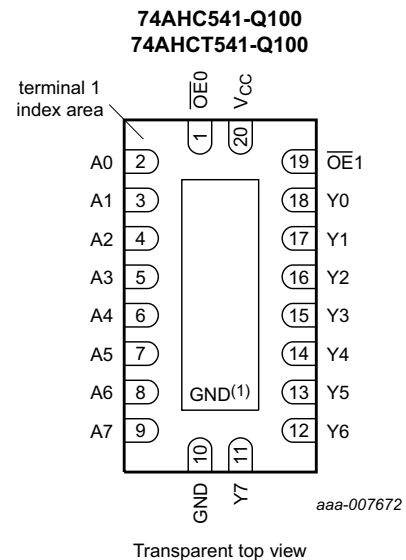 74AHC541-Q100
74AHCT541-Q100
terminal 1
index area
O̅E̅0
VCC
1
20
A0 2
19 O̅E̅1
A1 3
18 Y0
A2 4
17 Y1
A3 5
16 Y2
A4 6
15 Y3
A5 7
14 Y4
A6 8
GND(1)
13 Y5
A7 9
12 Y6
10
11
GND
Y7
aaa-007672
Transparent top view